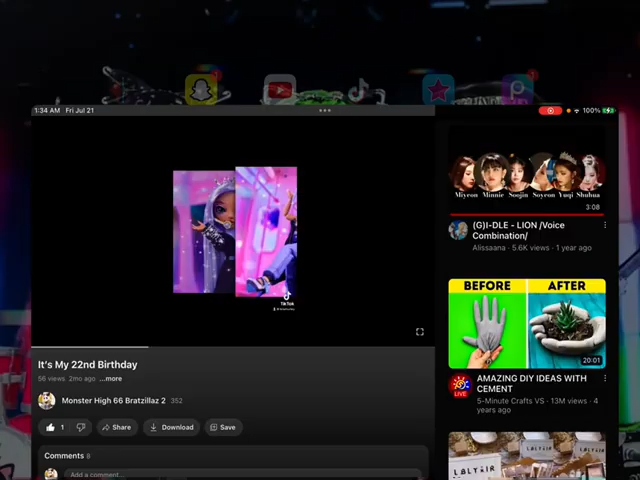 1:34 AM Fri Jul 21
100%
Miyeon Minnie Soojin Soyeon Yuqi Shuhua
3:08
(G)I-DLE - LION /Voice
Combination/
Alissaana · 5.6K views · 1 year ago
TikTok
BEFORE AFTER
20:01
LIVE
AMAZING DIY IDEAS WITH
CEMENT
5-Minute Crafts VS · 13M views · 4
years ago
It's My 22nd Birthday
56 views 2mo ago ...more
Monster High 66 Bratzillaz 2 352
1 Share Download Save
Comments 8
Add a comment...